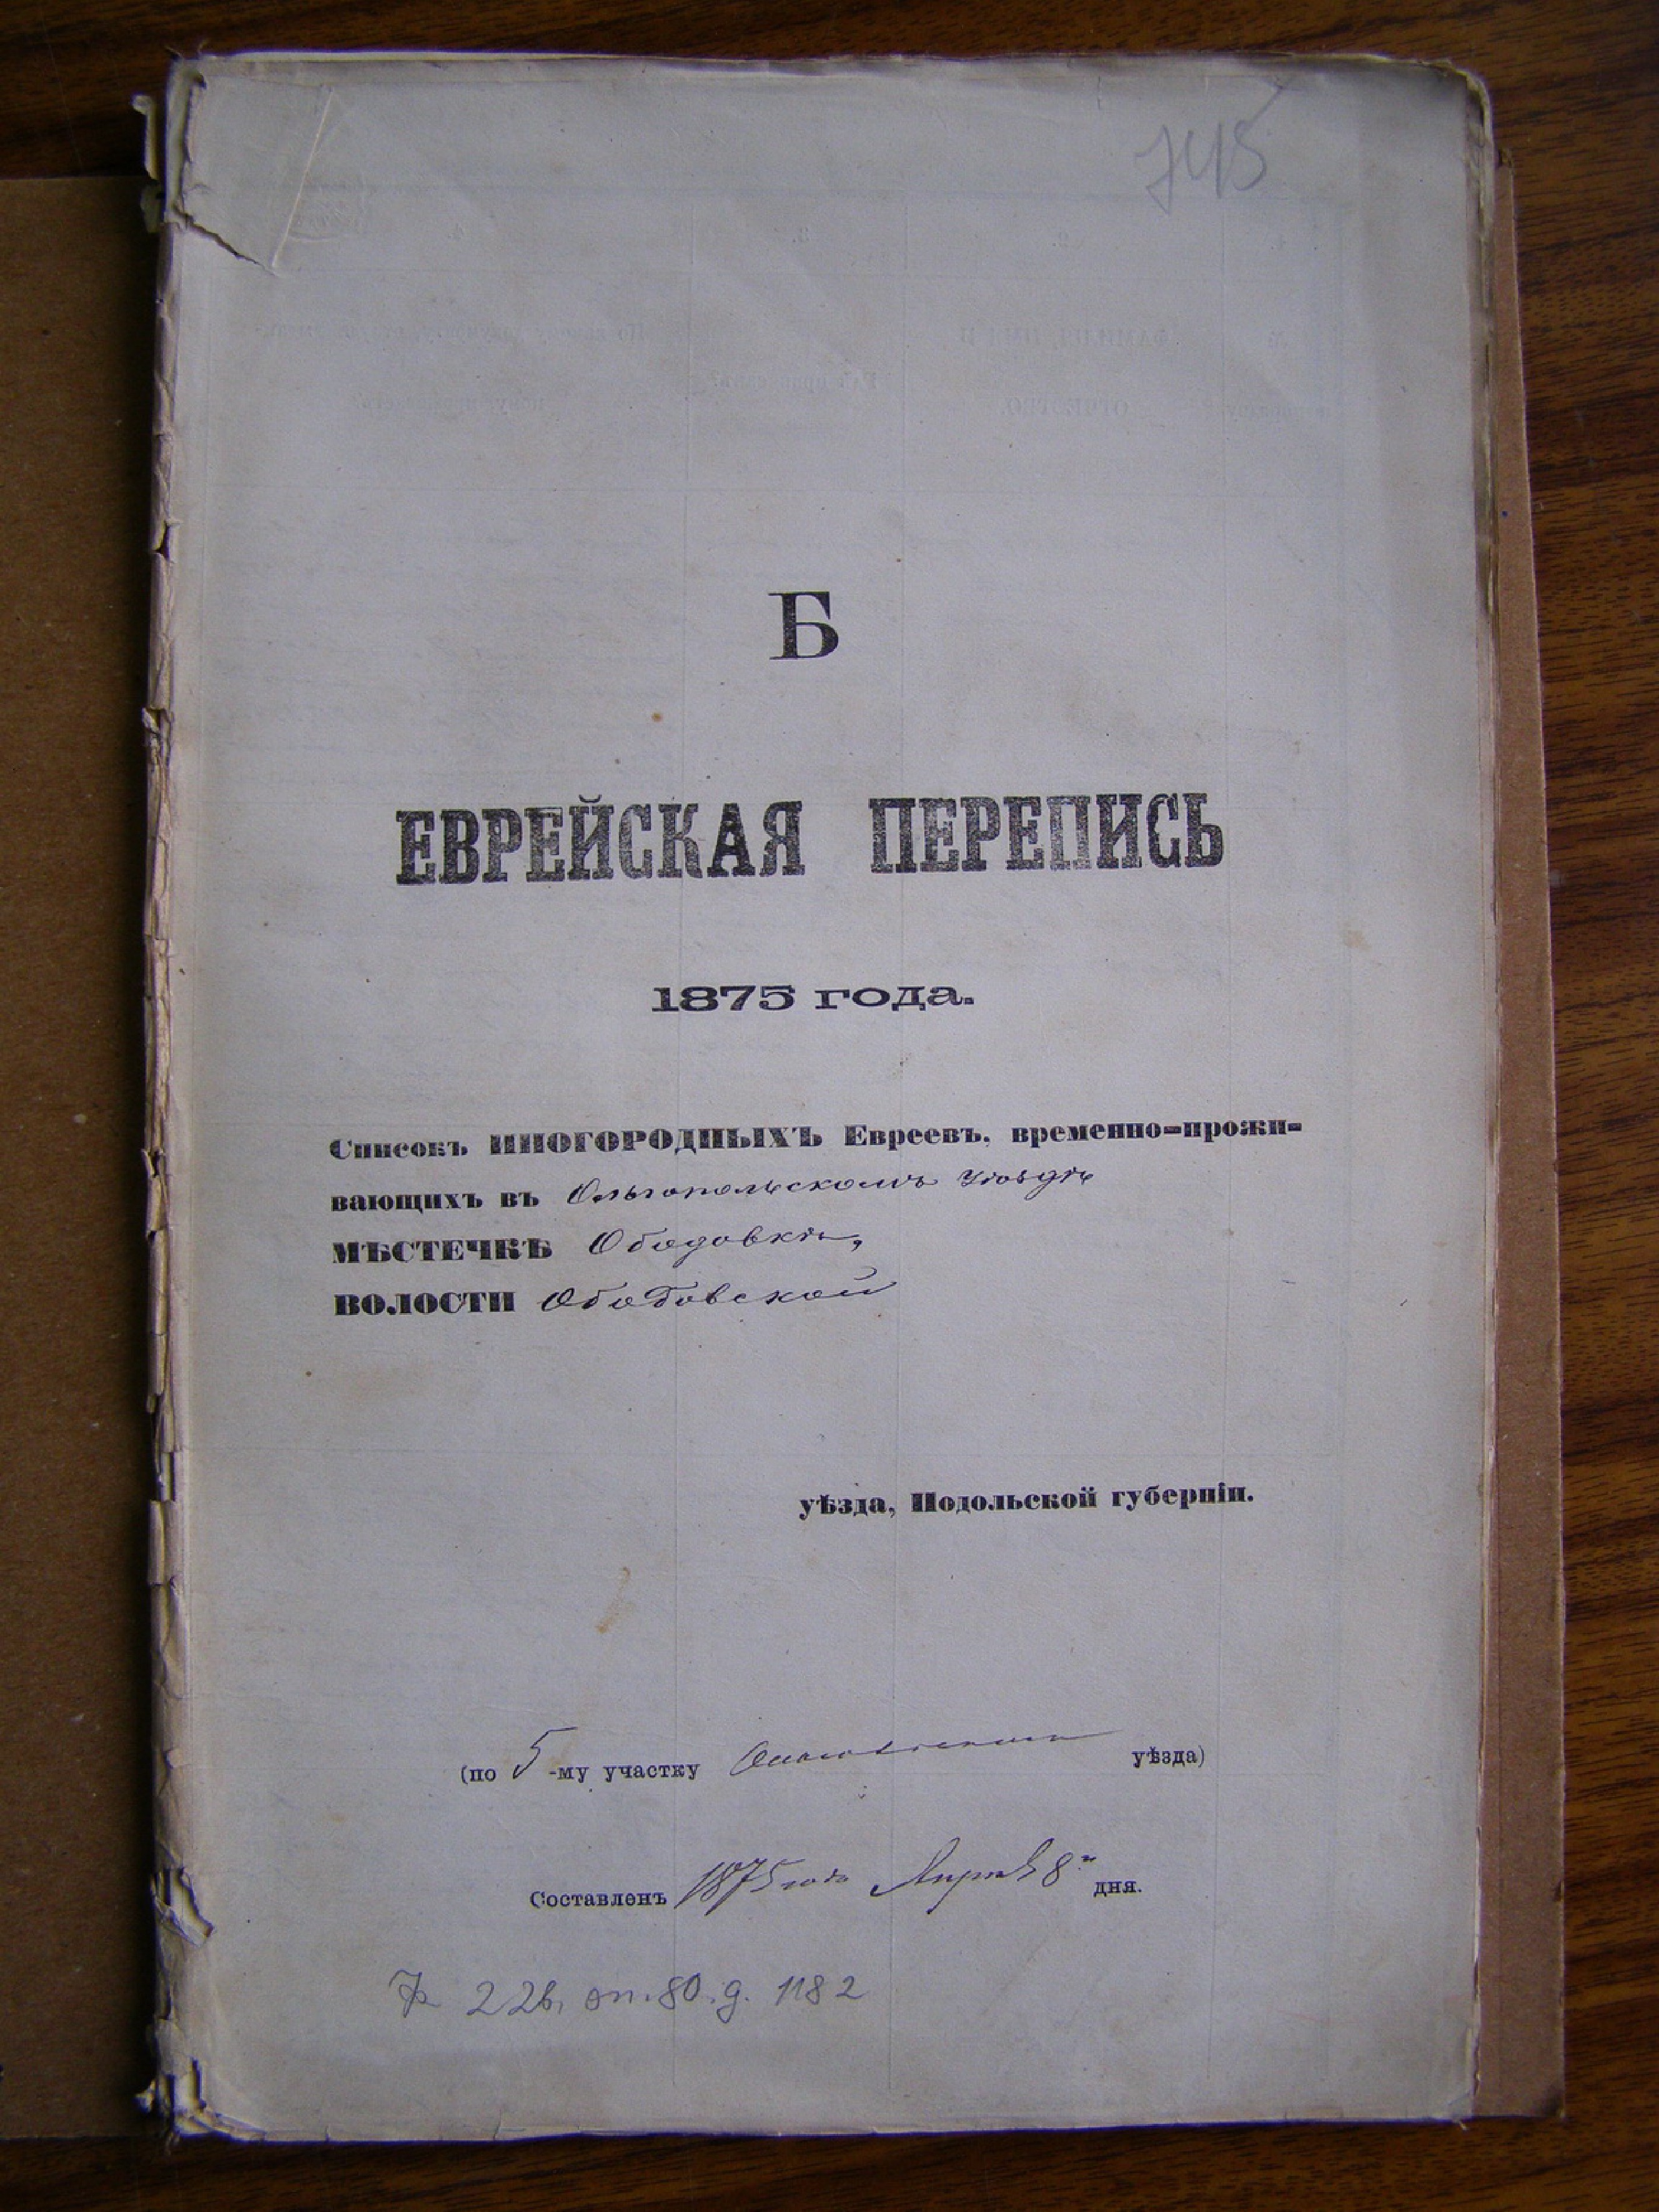 745
Б
ЕВРЕЙСКАЯ ПЕРЕПИСЬ
1875 года.
Списокъ ИНОГОРОДНЫХЪ Евреевъ, временно-прожи-
вающихъ въ Ольгопольскомъ уѣздѣ
МѢСТЕЧКѢ Ободовкѣ,
ВОЛОСТИ Ободовской
уѣзда, Подольской губерніи.
(по 5 -му участку уѣзда)
Составленъ 1875 года Апрѣля 8 дня.
Ф 226, оп. 80. д. 1182